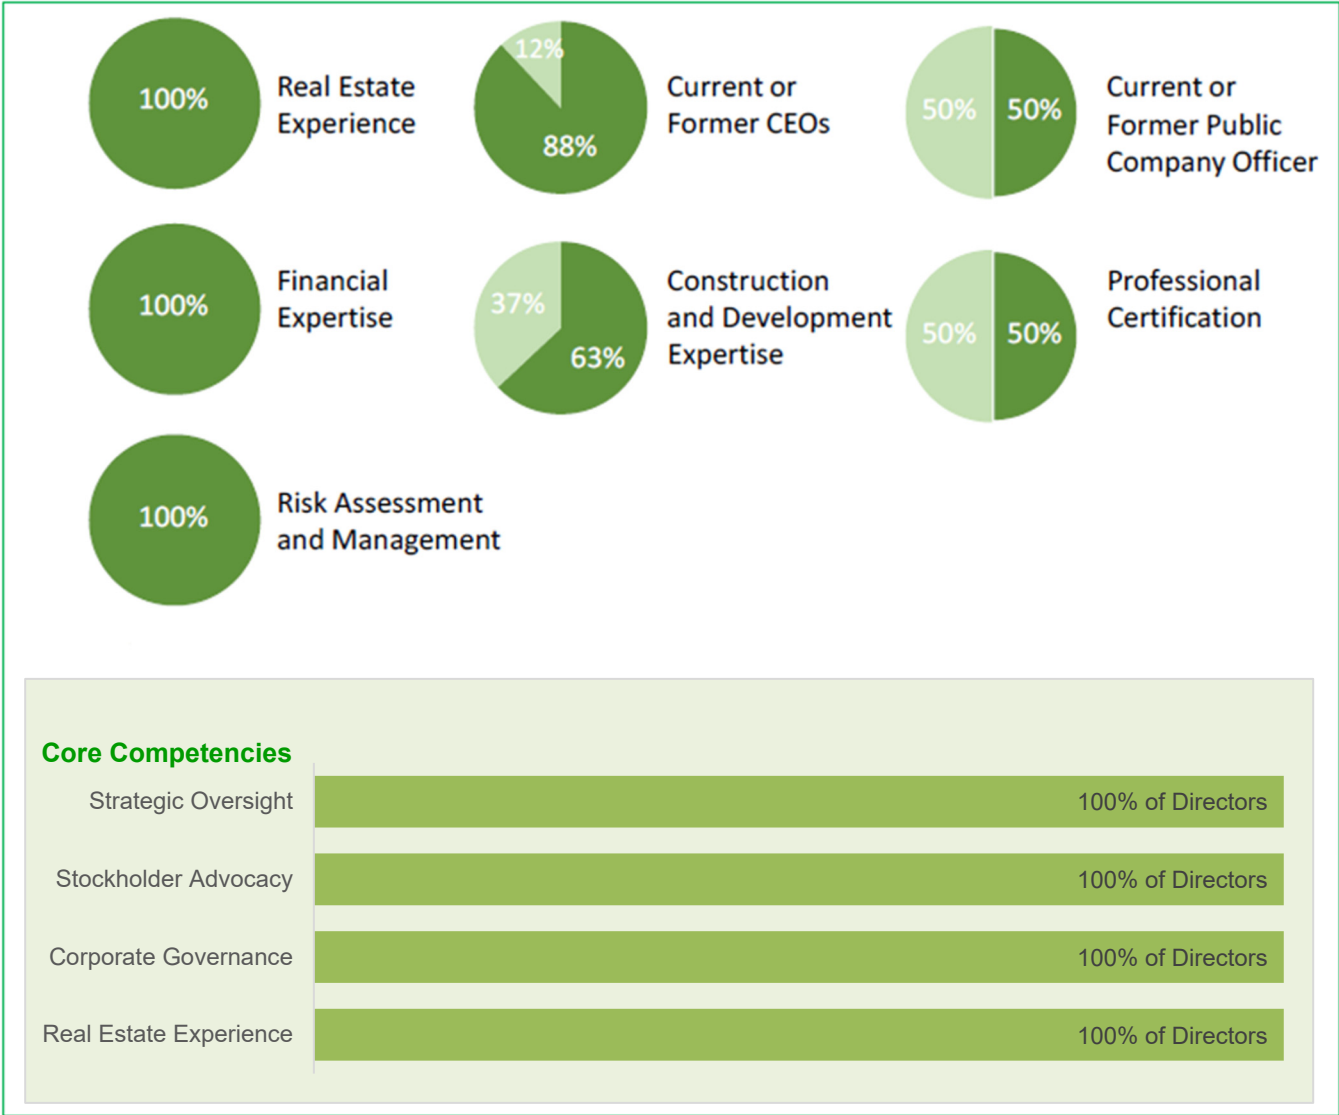 100%
Real Estate
Experience
12%
88%
Current or
Former CEOs
50%
50%
Current or
Former Public
Company Officer
100%
Financial
Expertise
37%
63%
Construction
and Development
Expertise
50%
50%
Professional
Certification
100%
Risk Assessment
and Management
Core Competencies
Strategic Oversight
100% of Directors
Stockholder Advocacy
100% of Directors
Corporate Governance
100% of Directors
Real Estate Experience
100% of Directors